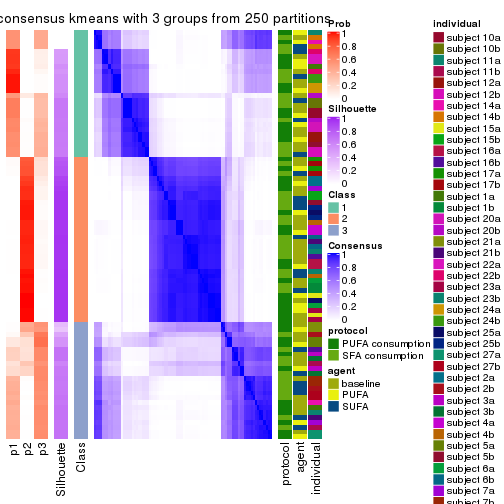 consensus kmeans with 3 groups from 250 partitions
Prob
1
0.8
0.6
0.4
0.2
0
Silhouette
1
0.8
0.6
0.4
0.2
0
Class
1
2
3
Consensus
1
0.8
0.6
0.4
0.2
0
protocol
PUFA consumption
SFA consumption
agent
baseline
PUFA
SUFA
individual
subject 10a
subject 10b
subject 11a
subject 11b
subject 12a
subject 12b
subject 14a
subject 14b
subject 15a
subject 15b
subject 16a
subject 16b
subject 17a
subject 17b
subject 1a
subject 1b
subject 20a
subject 20b
subject 21a
subject 21b
subject 22a
subject 22b
subject 23a
subject 23b
subject 24a
subject 24b
subject 25a
subject 25b
subject 27a
subject 27b
subject 2a
subject 2b
subject 3a
subject 3b
subject 4a
subject 4b
subject 5a
subject 5b
subject 6a
subject 6b
subject 7a
subject 7b
p1
p2
p3
Silhouette
Class
protocol
agent
individual